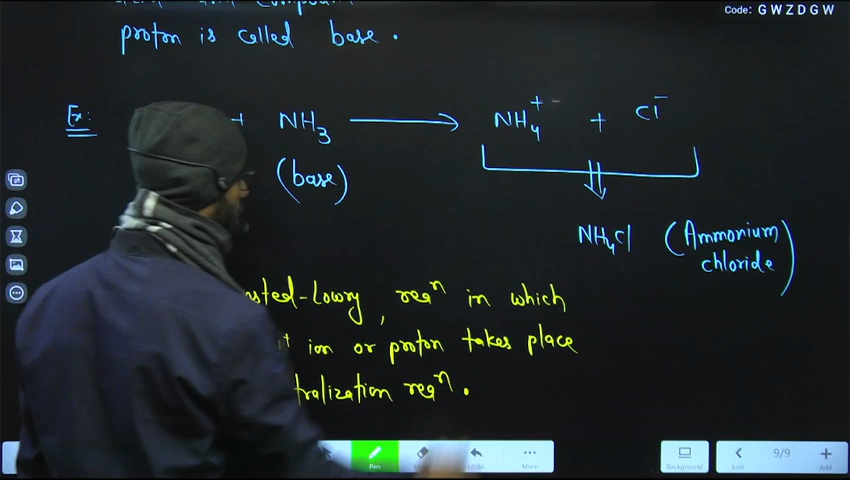 Code: G W Z D G W
proton is called base.
Ex: + NH₃ ⟶ NH₄⁺ + Cl⁻
(base)
NH₄Cl (Ammonium
chloride)
sted-Lowry, reaⁿ in which
ion or proton takes place
tralization reaⁿ.
Pen
Undo
More
Background
Last
9/9
Add